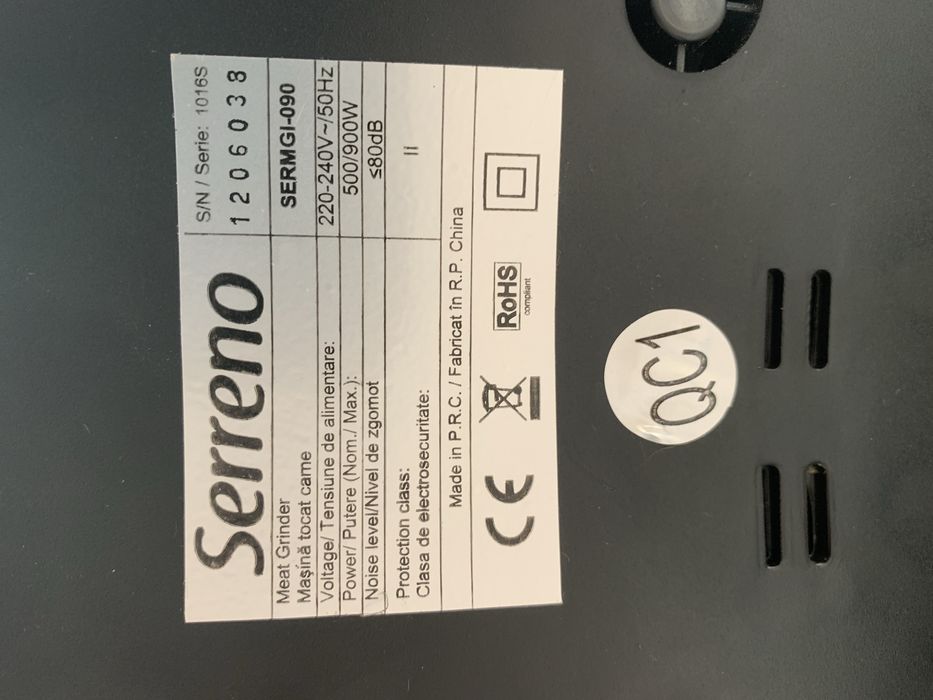 Serreno
S/N / Serie: 1016S
1206038
Meat Grinder
Maşină tocat carne
SERMGI-090
Voltage/ Tensiune de alimentare: 220-240V~/50Hz
Power/ Putere (Nom./ Max.): 500/900W
Noise level/Nivel de zgomot ≤80dB
Protection class:
Clasa de electrosecuritate: II
Made in P.R.C. / Fabricat în R.P. China
CE
RoHS
compliant
QC1